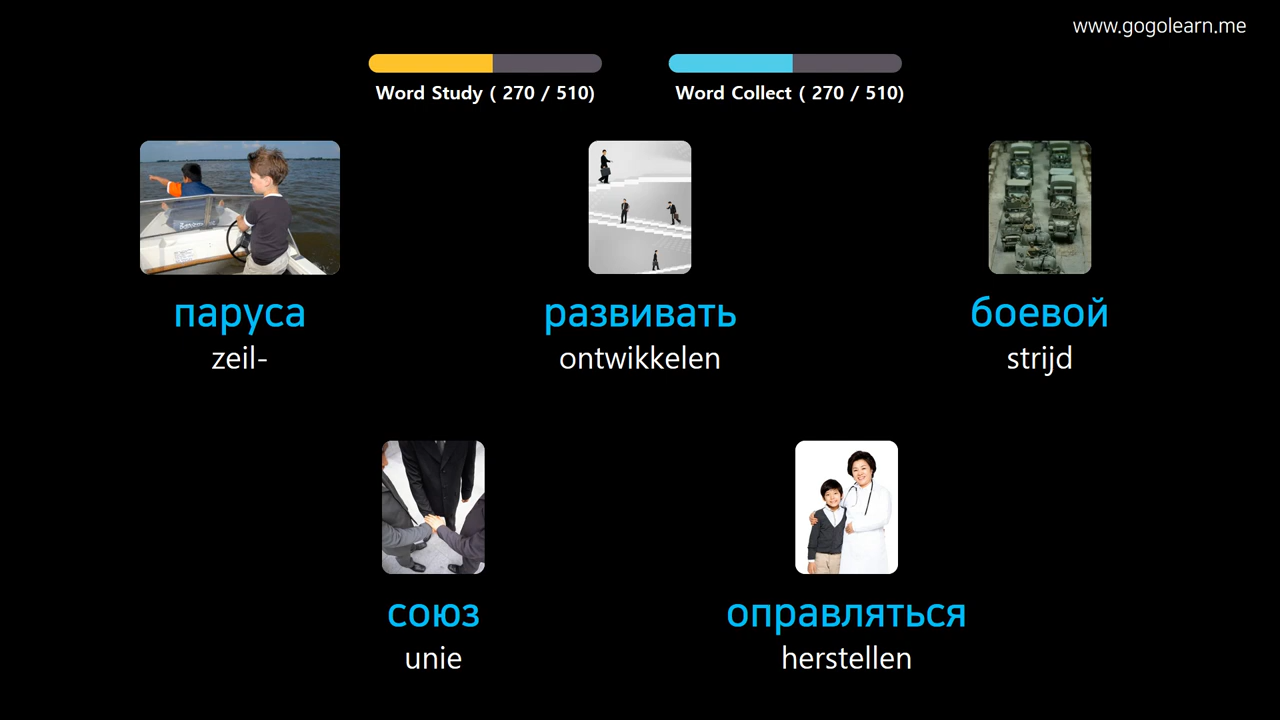 www.gogolearn.me
Word Study ( 270 / 510)
Word Collect ( 270 / 510)
паруса
развивать
боевой
zeil-
ontwikkelen
strijd
союз
оправляться
unie
herstellen